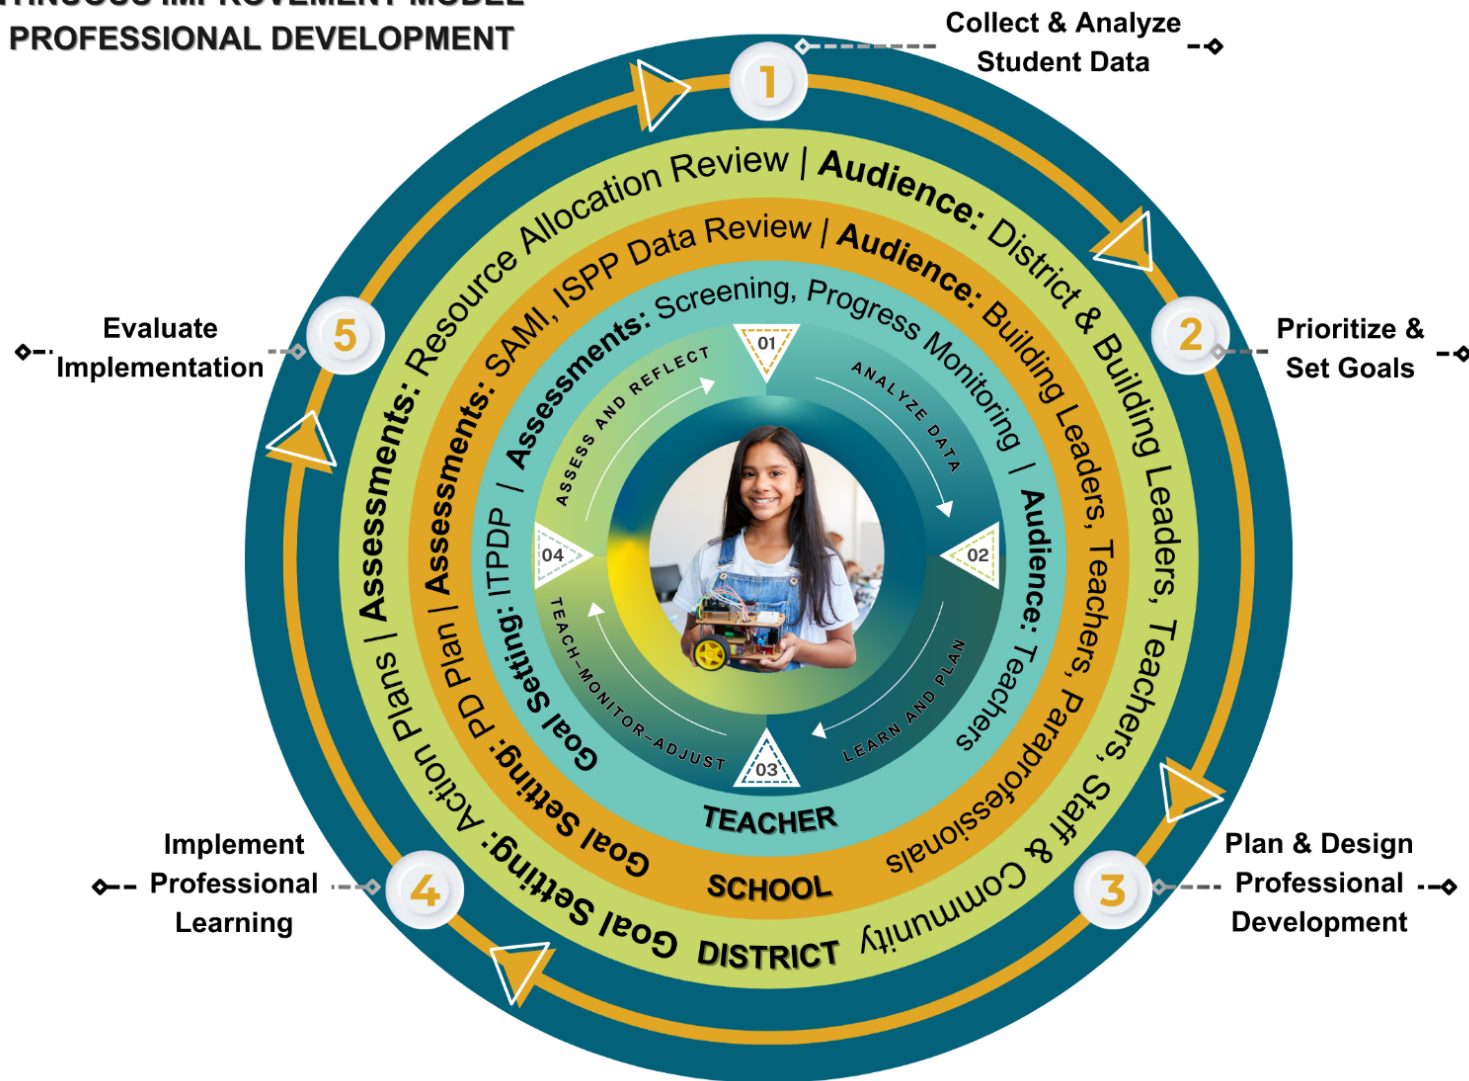 PROFESSIONAL DEVELOPMENT
IMPROVEMENT MODEL
1
Collect & Analyze
Student Data
2
Prioritize &
Set Goals
3
Plan & Design
Professional
Development
4
Implement
Professional
Learning
5
Evaluate
Implementation
Goal Setting: Action Plans | Assessments: Resource Allocation Review | Audience: District & Building Leaders, Teachers, Staff & Community
DISTRICT
Goal Setting: PD Plan | Assessments: SAMI, ISPP Data Review | Audience: Building Leaders, Teachers, Paraprofessionals
SCHOOL
Goal Setting: ITPDP | Assessments: Screening, Progress Monitoring | Audience: Teachers
TEACHER
01
ANALYZE DATA
02
LEARN AND PLAN
03
TEACH–MONITOR–ADJUST
04
ASSESS AND REFLECT